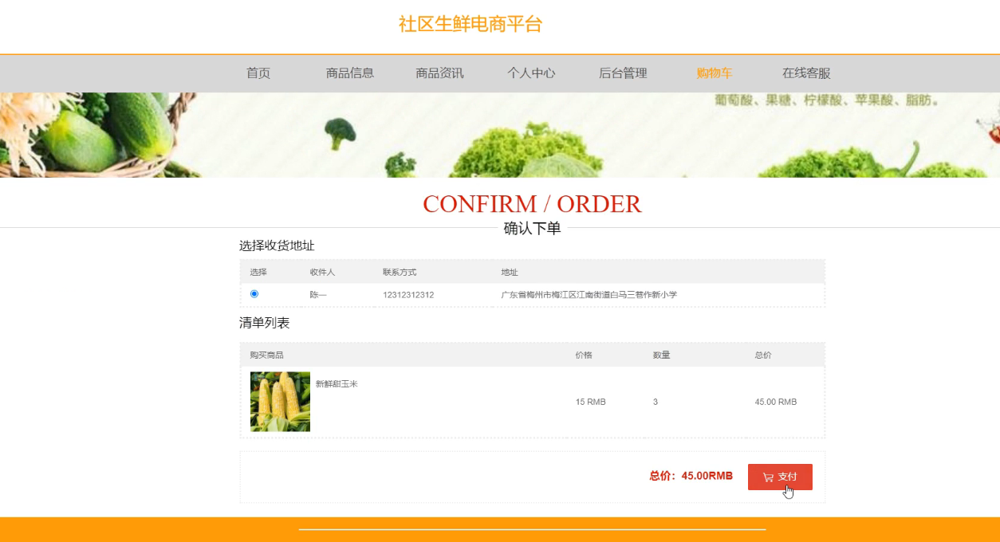 社区生鲜电商平台
首页 商品信息 商品资讯 个人中心 后台管理 购物车 在线客服
葡萄酸、果糖、柠檬酸、苹果酸、脂肪。
CONFIRM / ORDER
确认下单
选择收货地址
选择 收件人 联系方式 地址
陈一 12312312312 广东省梅州市梅江区江南街道白马三巷作新小学
清单列表
购买商品 价格 数量 总价
新鲜甜玉米
15 RMB 3 45.00 RMB
总价：45.00RMB 支付